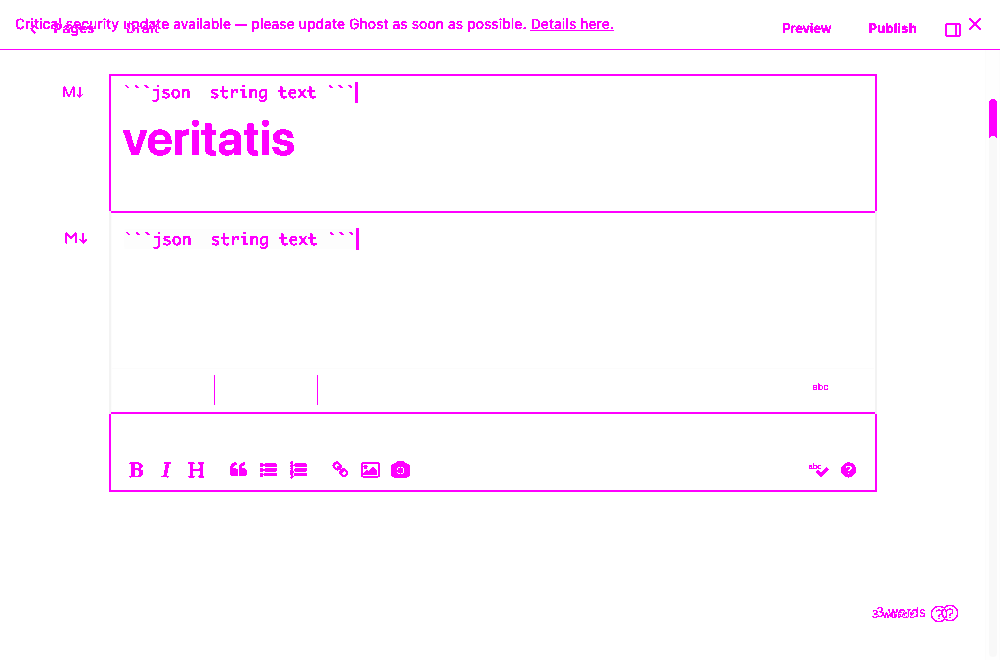 Critical security update available — please update Ghost as soon as possible. Details here.
Pages Draft
Preview Publish
M↓ ```json  string text ```
veritatis
M↓ ```json  string text ```
abc
B I H
abc ?
3 words ?